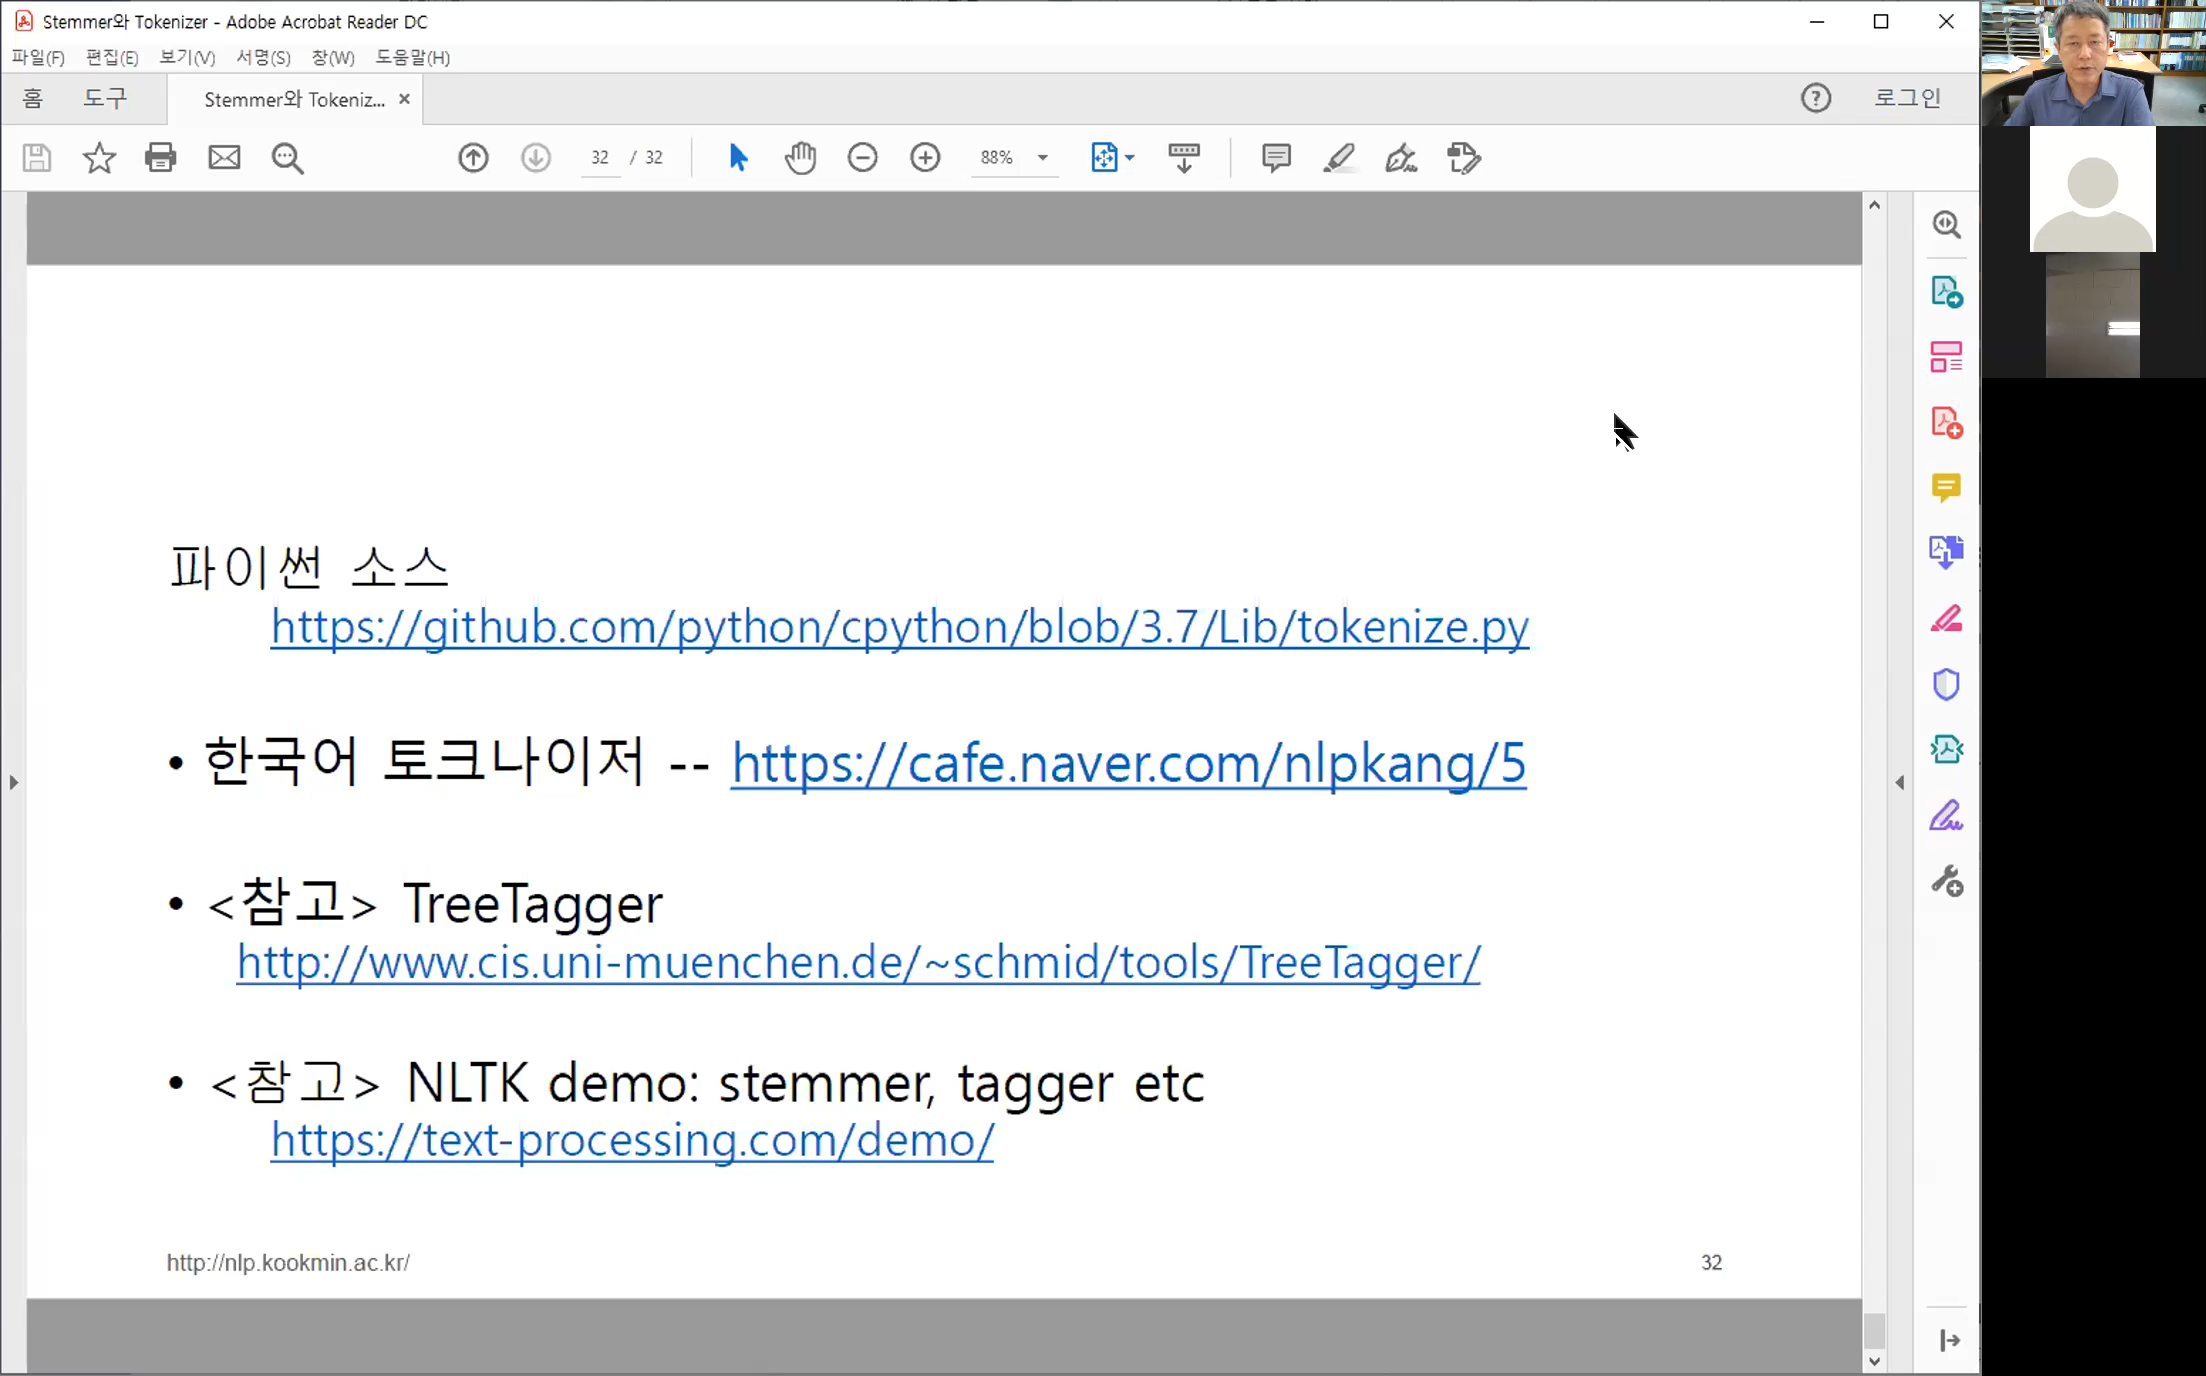 Stemmer와 Tokenizer - Adobe Acrobat Reader DC
파일(F) 편집(E) 보기(V) 서명(S) 창(W) 도움말(H)
홈 도구 Stemmer와 Tokeniz... 로그인
32 / 32 88%
파이썬 소스
https://github.com/python/cpython/blob/3.7/Lib/tokenize.py
• 한국어 토크나이저 -- https://cafe.naver.com/nlpkang/5
• <참고> TreeTagger
http://www.cis.uni-muenchen.de/~schmid/tools/TreeTagger/
• <참고> NLTK demo: stemmer, tagger etc
https://text-processing.com/demo/
http://nlp.kookmin.ac.kr/ 32